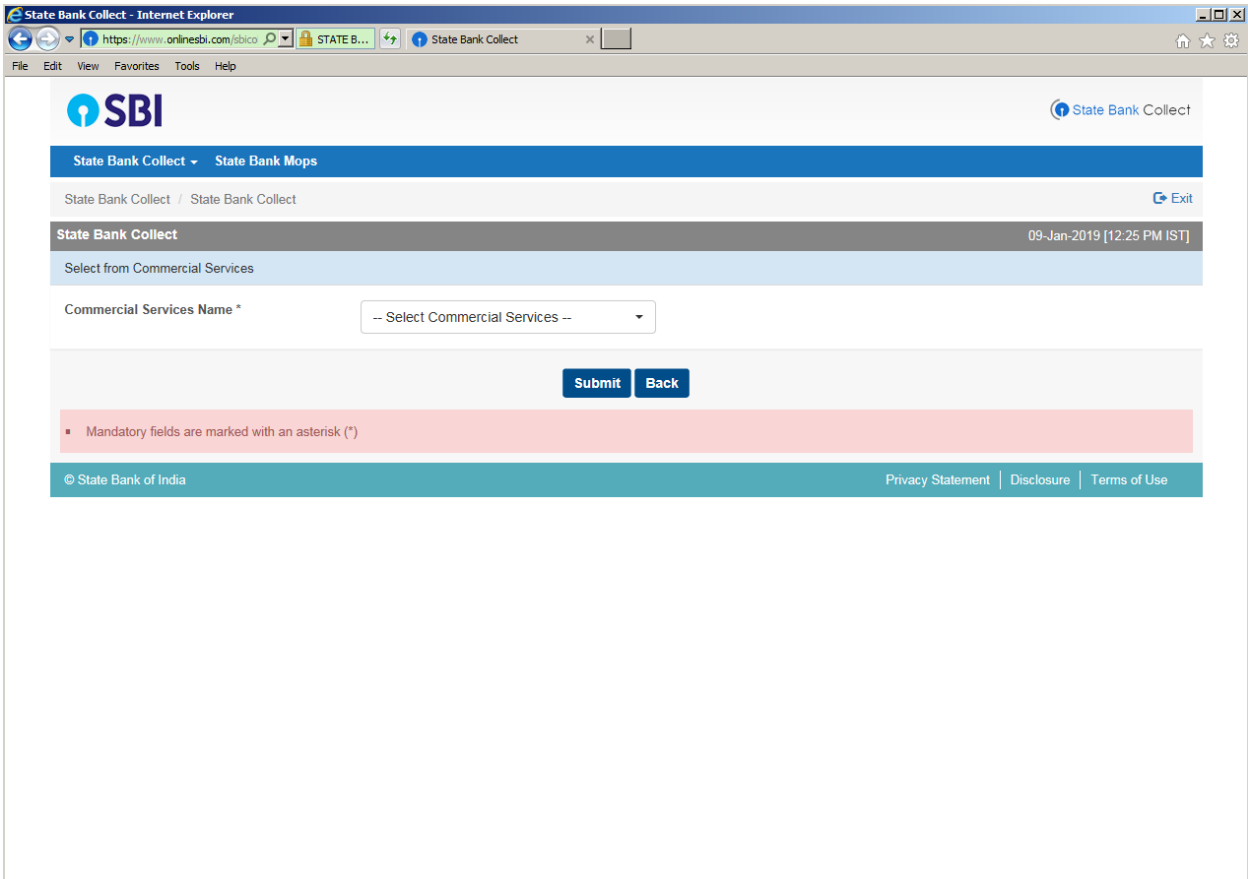 State Bank Collect - Internet Explorer
https://www.onlinesbi.com/sbico STATE B... State Bank Collect
File Edit View Favorites Tools Help
SBI State Bank Collect
State Bank Collect State Bank Mops
State Bank Collect / State Bank Collect Exit
State Bank Collect 09-Jan-2019 [12:25 PM IST]
Select from Commercial Services
Commercial Services Name * -- Select Commercial Services --
Submit Back
Mandatory fields are marked with an asterisk (*)
© State Bank of India Privacy Statement | Disclosure | Terms of Use